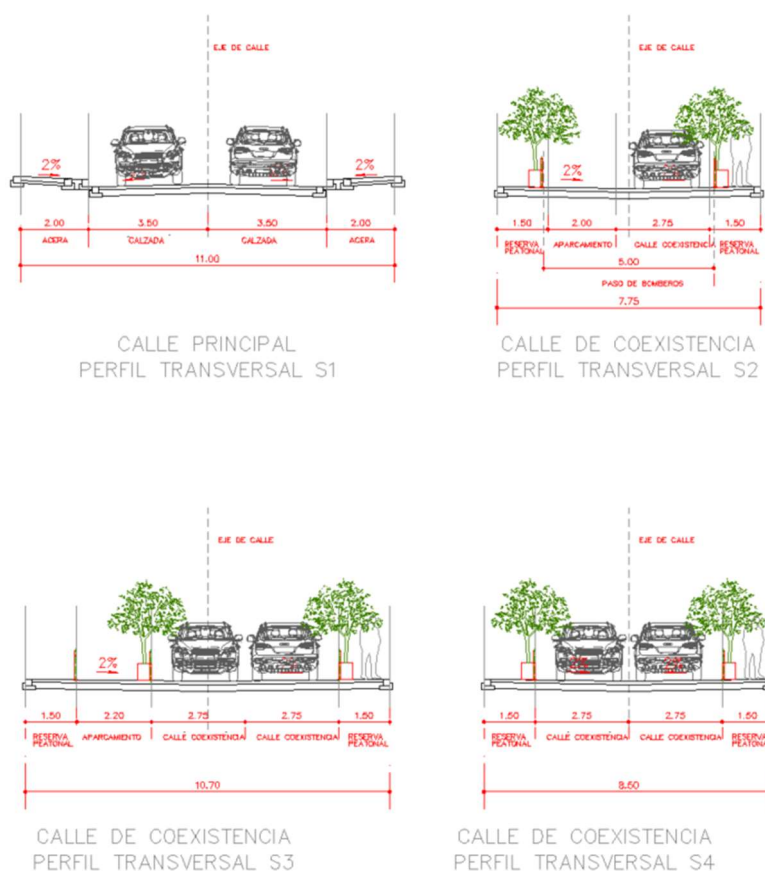 EJE DE CALLE
2%
2%
2.00
3.50
3.50
2.00
ACERA
CALZADA
CALZADA
ACERA
11.00
CALLE PRINCIPAL
PERFIL TRANSVERSAL S1
EJE DE CALLE
2%
1.50
2.00
2.75
1.50
RESERVA
PEATONAL
APARCAMIENTO
CALLE COEXISTENCIA
RESERVA
PEATONAL
5.00
PASO DE BOMBEROS
7.75
CALLE DE COEXISTENCIA
PERFIL TRANSVERSAL S2
EJE DE CALLE
2%
1.50
2.20
2.75
2.75
1.50
RESERVA
PEATONAL
APARCAMIENTO
CALLE COEXISTENCIA
CALLE COEXISTENCIA
RESERVA
PEATONAL
10.70
CALLE DE COEXISTENCIA
PERFIL TRANSVERSAL S3
EJE DE CALLE
1.50
2.75
2.75
1.50
RESERVA
PEATONAL
CALLE COEXISTENCIA
CALLE COEXISTENCIA
RESERVA
PEATONAL
8.50
CALLE DE COEXISTENCIA
PERFIL TRANSVERSAL S4